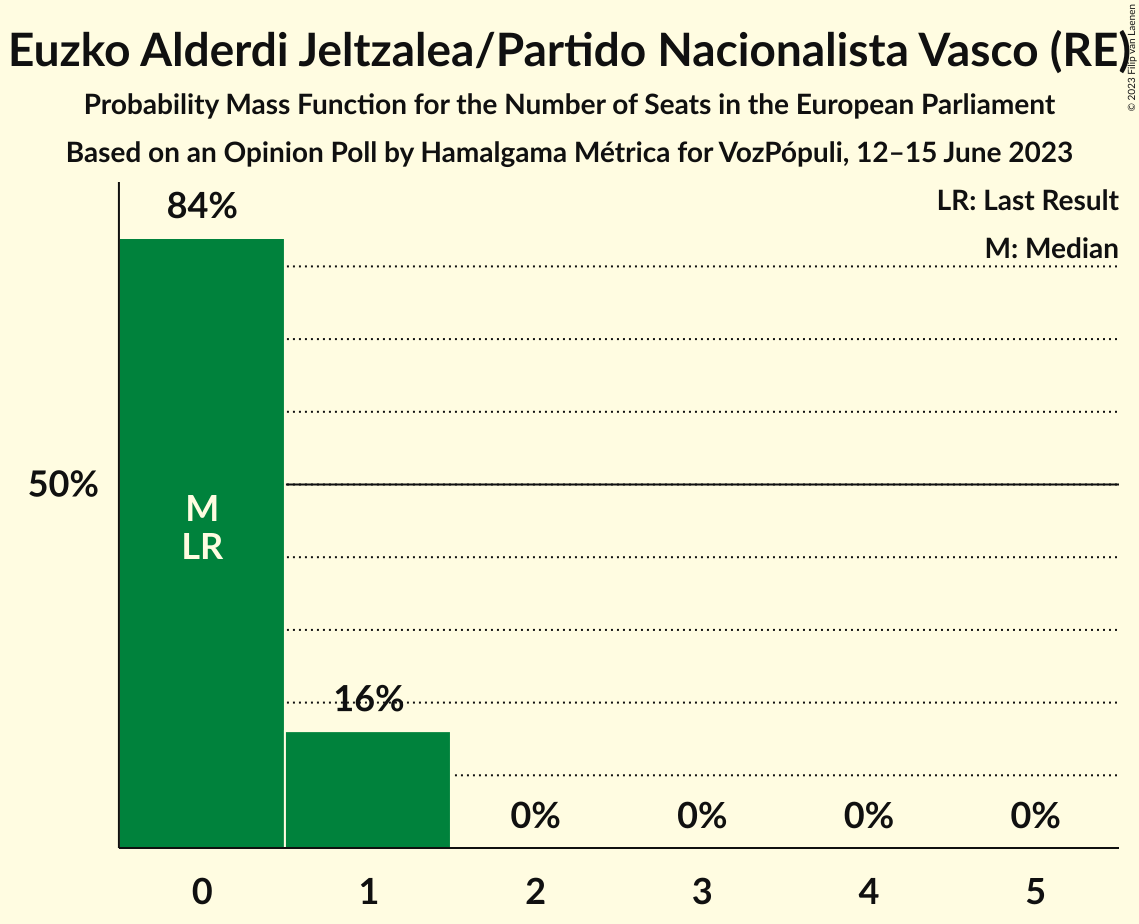 Euzko Alderdi Jeltzalea/Partido Nacionalista Vasco (RE)
© 2023 Filip van Laenen
Probability Mass Function for the Number of Seats in the European Parliament
Based on an Opinion Poll by Hamalgama Métrica for VozPópuli, 12–15 June 2023
LR: Last Result
M: Median
84%
50%
M
LR
16%
0% 0% 0% 0%
0 1 2 3 4 5